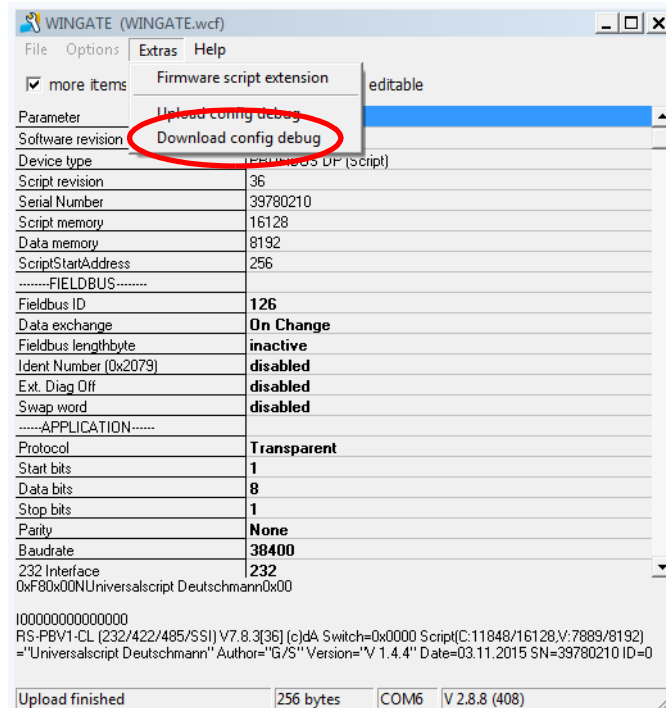 WINGATE (WINGATE.wcf)
File Options Extras Help
more items editable
Firmware script extension
Upload config debug
Download config debug
Parameter
Software revision
Device type PROFIBUS DP (Script)
Script revision 36
Serial Number 39780210
Script memory 16128
Data memory 8192
ScriptStartAddress 256
--------FIELDBUS--------
Fieldbus ID 126
Data exchange On Change
Fieldbus lengthbyte inactive
Ident Number (0x2079) disabled
Ext. Diag Off disabled
Swap word disabled
------APPLICATION------
Protocol Transparent
Start bits 1
Data bits 8
Stop bits 1
Parity None
Baudrate 38400
232 Interface 232
0xF80x00NUniversalscript Deutschmann0x00
I00000000000000
RS-PBV1-CL (232/422/485/SSI) V7.8.3[36] (c)dA Switch=0x0000 Script(C:11848/16128,V:7889/8192)
="Universalscript Deutschmann" Author="G/S" Version="V 1.4.4" Date=03.11.2015 SN=39780210 ID=0
Upload finished 256 bytes COM6 V 2.8.8 (408)